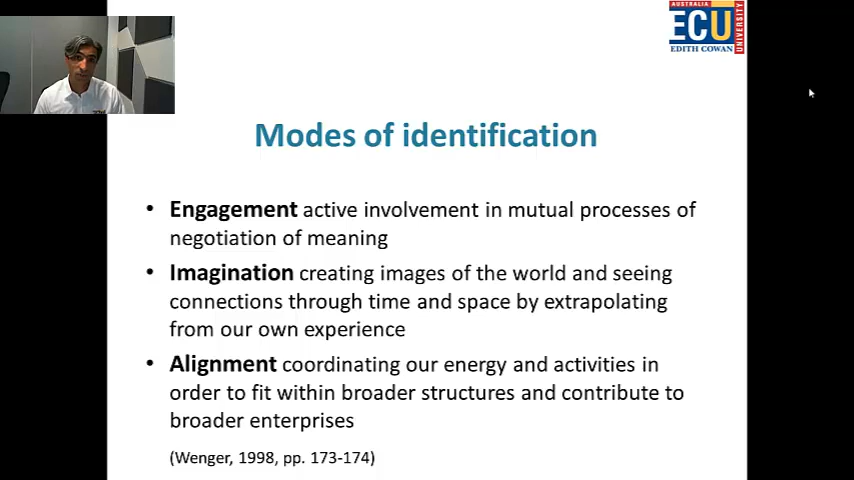 AUSTRALIA
ECU
EDITH COWAN
UNIVERSITY
Modes of identification
• Engagement active involvement in mutual processes of
negotiation of meaning
• Imagination creating images of the world and seeing
connections through time and space by extrapolating
from our own experience
• Alignment coordinating our energy and activities in
order to fit within broader structures and contribute to
broader enterprises
(Wenger, 1998, pp. 173-174)